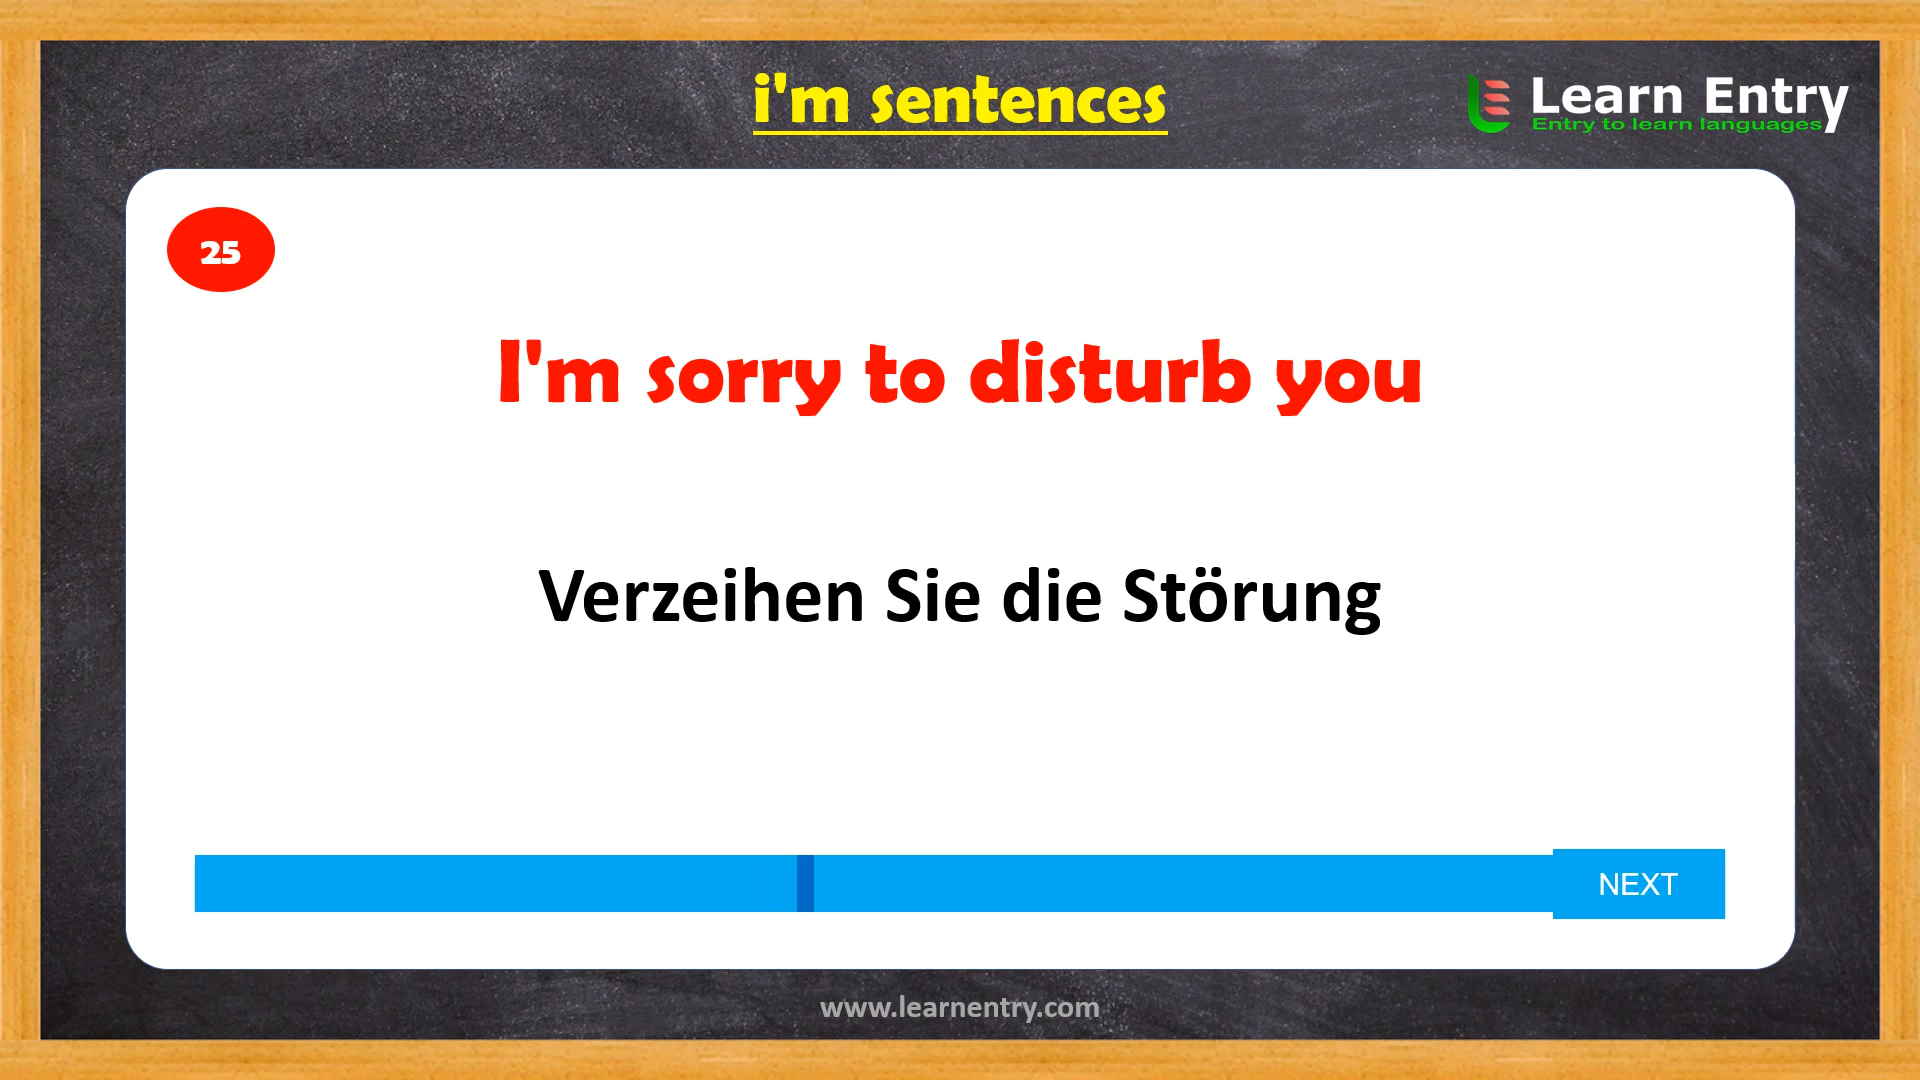 i'm sentences
Learn Entry
Entry to learn languages
25
I'm sorry to disturb you
Verzeihen Sie die Störung
NEXT
www.learnentry.com